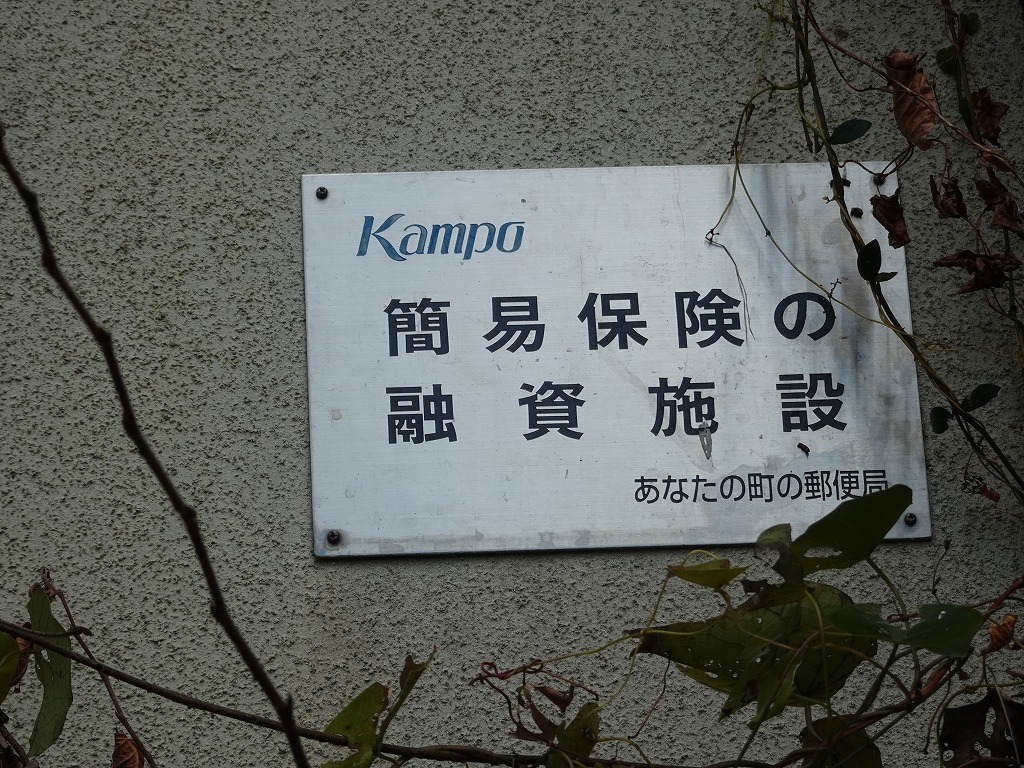 Kampo
簡易保険の
融資施設
あなたの町の郵便局